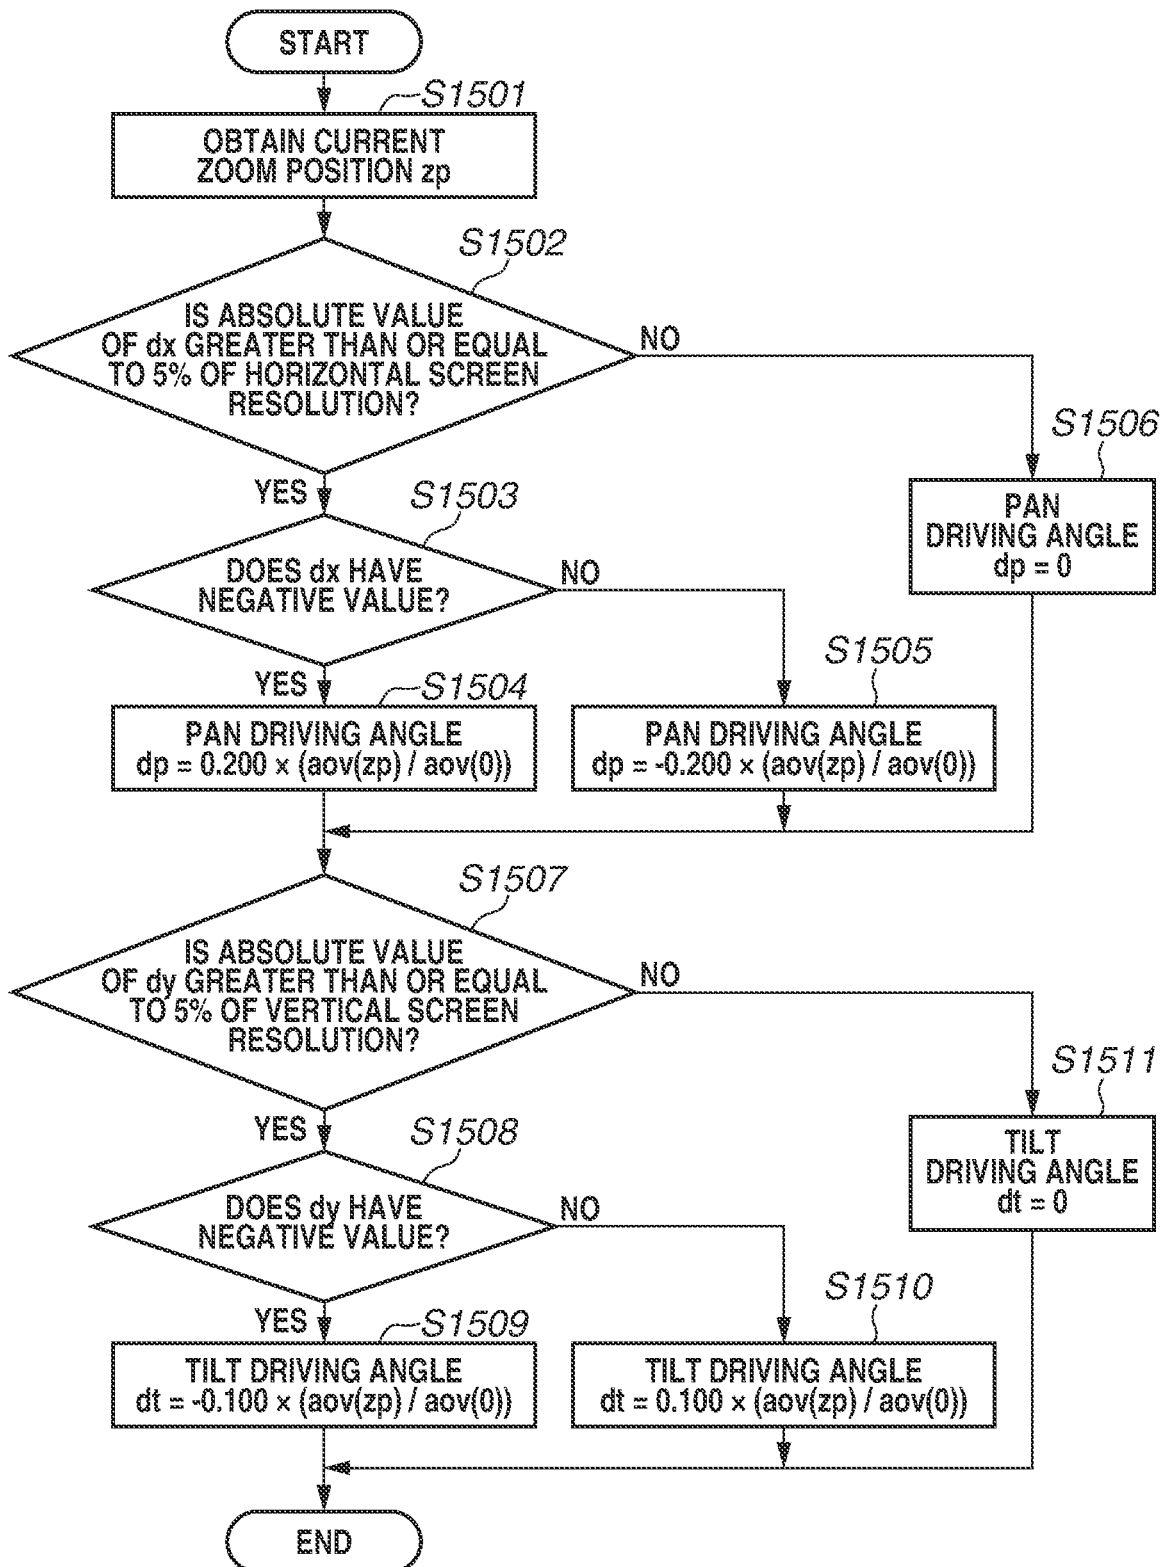 START
S1501
OBTAIN CURRENT
ZOOM POSITION zp
S1502
IS ABSOLUTE VALUE
OF dx GREATER THAN OR EQUAL
TO 5% OF HORIZONTAL SCREEN
RESOLUTION?
NO
S1506
PAN
DRIVING ANGLE
dp = 0
YES
S1503
DOES dx HAVE
NEGATIVE VALUE?
NO
YES
S1504
PAN DRIVING ANGLE
dp = 0.200 × (aov(zp) / aov(0))
S1505
PAN DRIVING ANGLE
dp = -0.200 × (aov(zp) / aov(0))
S1507
IS ABSOLUTE VALUE
OF dy GREATER THAN OR EQUAL
TO 5% OF VERTICAL SCREEN
RESOLUTION?
NO
S1511
TILT
DRIVING ANGLE
dt = 0
YES
S1508
DOES dy HAVE
NEGATIVE VALUE?
NO
YES
S1509
TILT DRIVING ANGLE
dt = -0.100 × (aov(zp) / aov(0))
S1510
TILT DRIVING ANGLE
dt = 0.100 × (aov(zp) / aov(0))
END